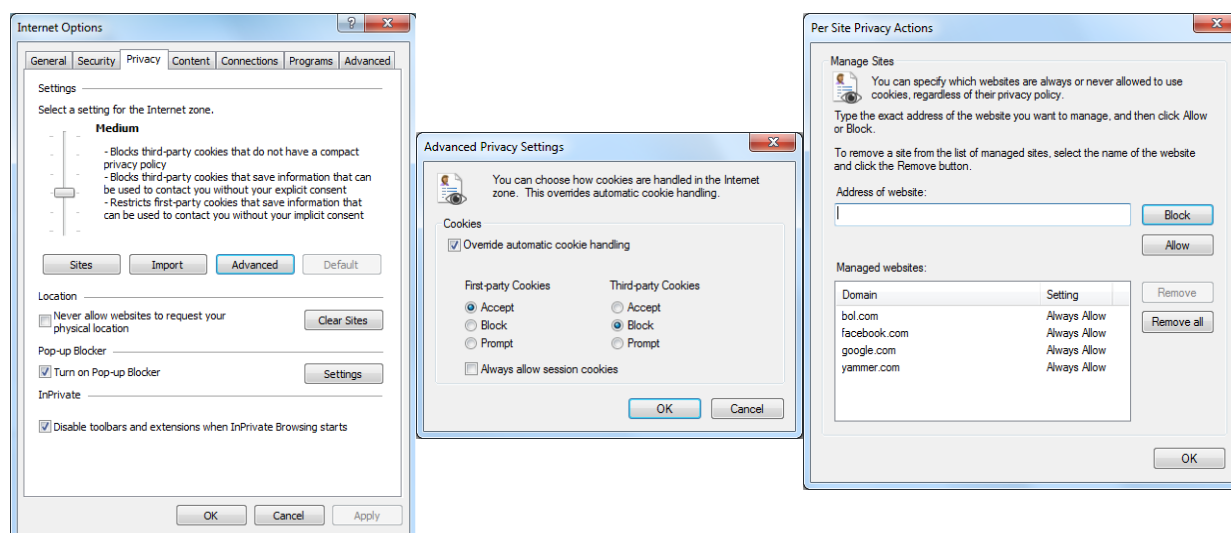 Internet Options
General Security Privacy Content Connections Programs Advanced
Settings
Select a setting for the Internet zone.
Medium
- Blocks third-party cookies that do not have a compact
privacy policy
- Blocks third-party cookies that save information that can
be used to contact you without your explicit consent
- Restricts first-party cookies that save information that
can be used to contact you without your implicit consent
Sites Import Advanced Default
Location
Never allow websites to request your
physical location
Clear Sites
Pop-up Blocker
Turn on Pop-up Blocker
Settings
InPrivate
Disable toolbars and extensions when InPrivate Browsing starts
OK Cancel Apply
Advanced Privacy Settings
You can choose how cookies are handled in the Internet
zone. This overrides automatic cookie handling.
Cookies
Override automatic cookie handling
First-party Cookies Third-party Cookies
Accept Accept
Block Block
Prompt Prompt
Always allow session cookies
OK Cancel
Per Site Privacy Actions
Manage Sites
You can specify which websites are always or never allowed to use
cookies, regardless of their privacy policy.
Type the exact address of the website you want to manage, and then click Allow
or Block.
To remove a site from the list of managed sites, select the name of the website
and click the Remove button.
Address of website:
Block
Allow
Managed websites:
Domain Setting
Remove
bol.com Always Allow
Remove all
facebook.com Always Allow
google.com Always Allow
yammer.com Always Allow
OK